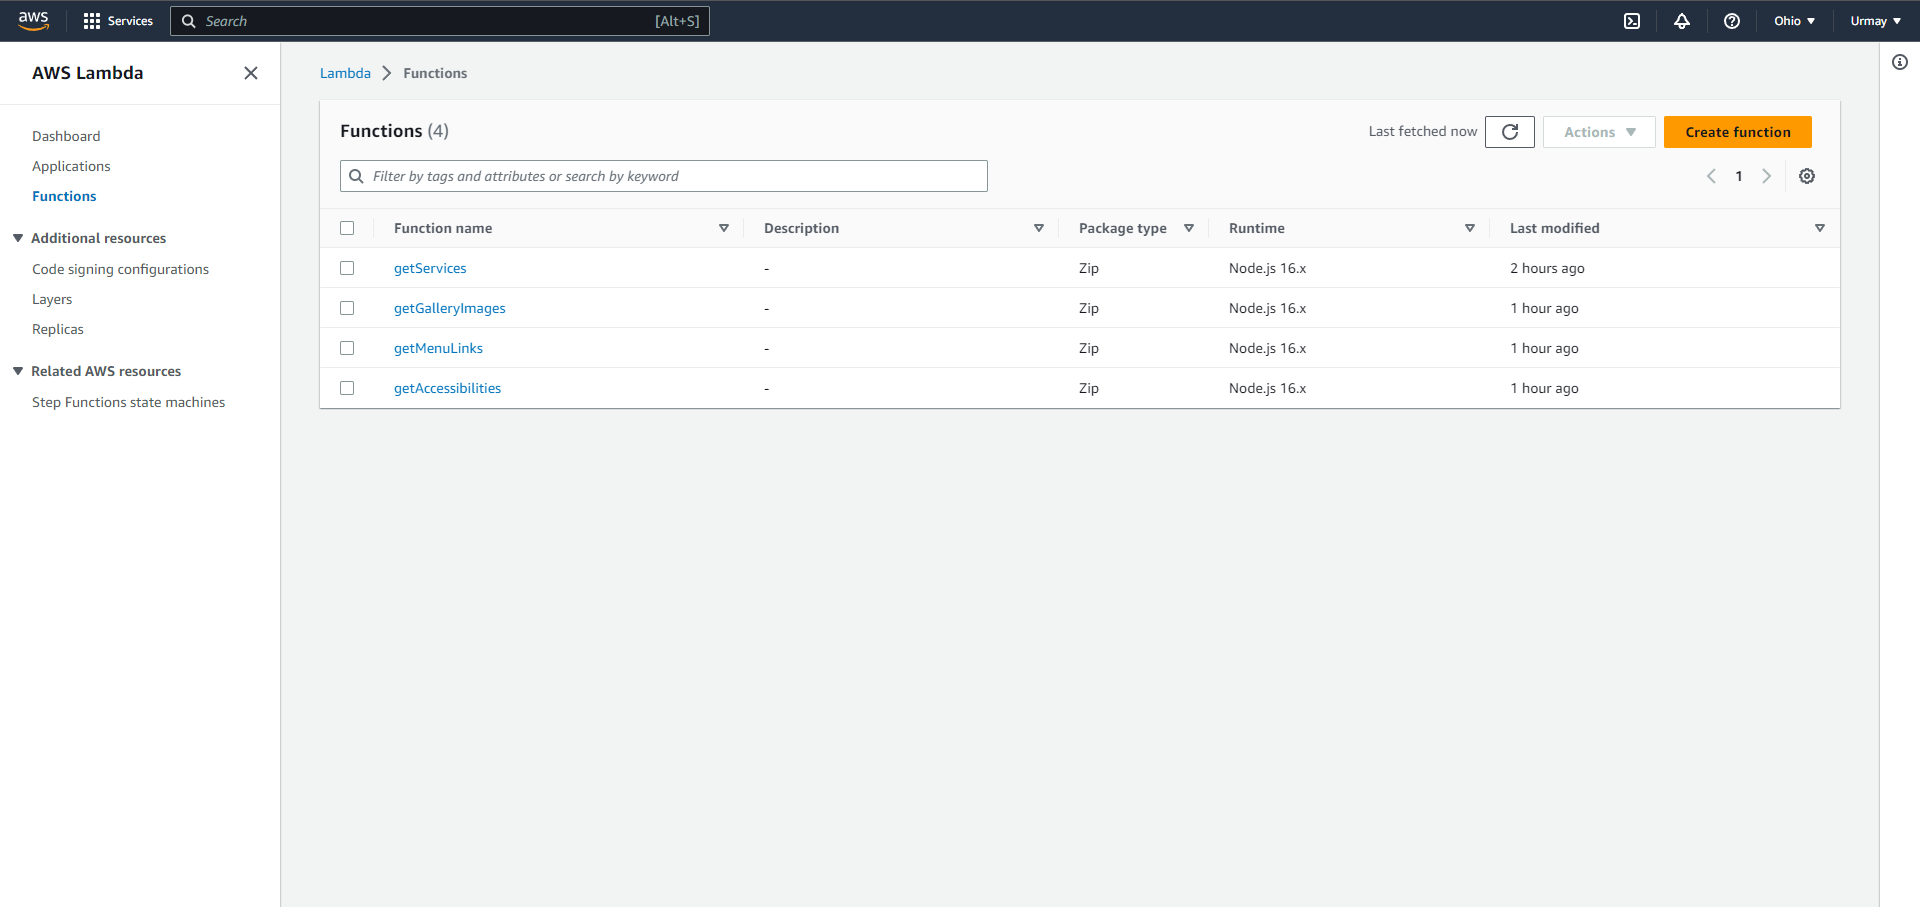 aws Services Search [Alt+S] Ohio Urmay
AWS Lambda
Dashboard
Applications
Functions
Additional resources
Code signing configurations
Layers
Replicas
Related AWS resources
Step Functions state machines
Lambda Functions
Functions (4) Last fetched now Actions Create function
Filter by tags and attributes or search by keyword 1
Function name Description Package type Runtime Last modified
getServices - Zip Node.js 16.x 2 hours ago
getGalleryImages - Zip Node.js 16.x 1 hour ago
getMenuLinks - Zip Node.js 16.x 1 hour ago
getAccessibilities - Zip Node.js 16.x 1 hour ago